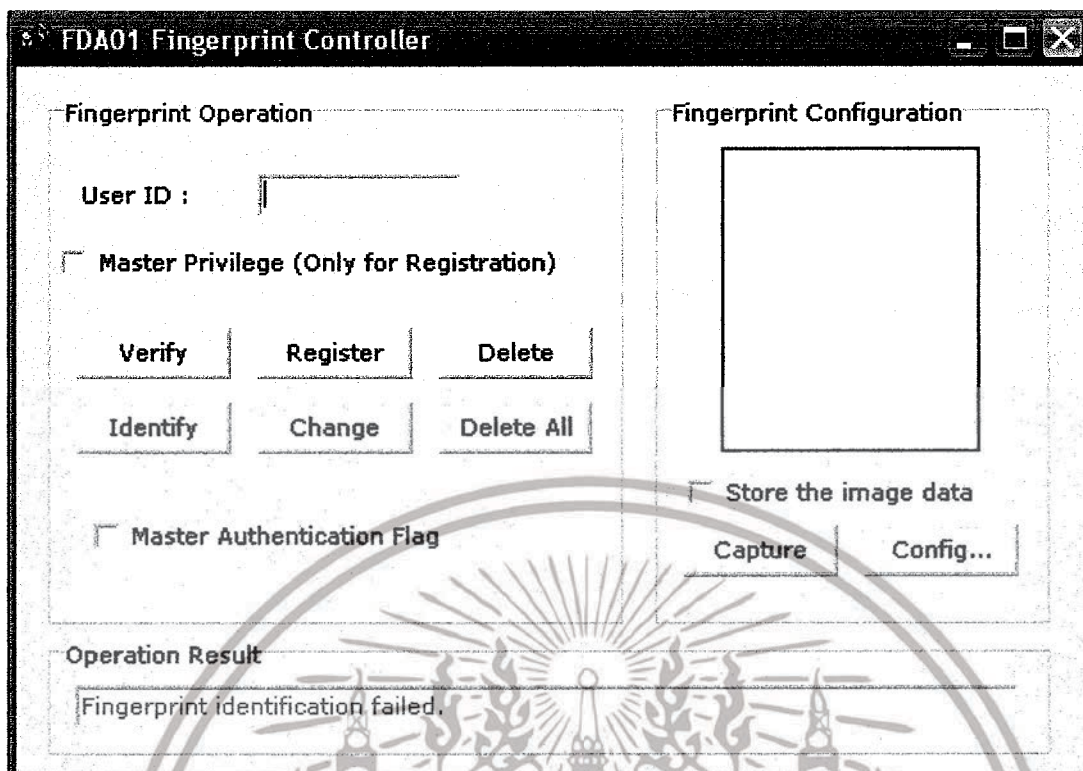 FDA01 Fingerprint Controller
Fingerprint Operation
User ID :
Master Privilege (Only for Registration)
Verify Register Delete
Identify Change Delete All
Master Authentication Flag
Fingerprint Configuration
Store the image data
Capture Config...
Operation Result
Fingerprint identification failed.